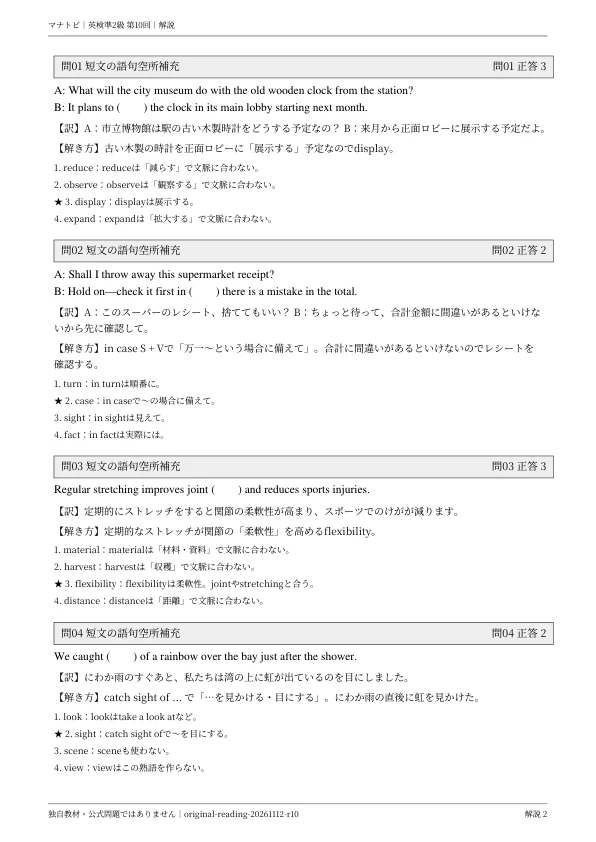 マナトビ｜英検準2級 第10回｜解説
問01 短文の語句空所補充 問01 正答 3
A: What will the city museum do with the old wooden clock from the station?
B: It plans to (　　) the clock in its main lobby starting next month.
【訳】A：市立博物館は駅の古い木製時計をどうする予定なの？ B：来月から正面ロビーに展示する予定だよ。
【解き方】古い木製の時計を正面ロビーに「展示する」予定なのでdisplay。
1. reduce：reduceは「減らす」で文脈に合わない。
2. observe：observeは「観察する」で文脈に合わない。
★ 3. display：displayは展示する。
4. expand：expandは「拡大する」で文脈に合わない。
問02 短文の語句空所補充 問02 正答 2
A: Shall I throw away this supermarket receipt?
B: Hold on—check it first in (　　) there is a mistake in the total.
【訳】A：このスーパーのレシート、捨ててもいい？ B：ちょっと待って、合計金額に間違いがあるといけな
いから先に確認して。
【解き方】in case S + Vで「万一〜という場合に備えて」。合計に間違いがあるといけないのでレシートを
確認する。
1. turn：in turnは順番に。
★ 2. case：in caseで〜の場合に備えて。
3. sight：in sightは見えて。
4. fact：in factは実際には。
問03 短文の語句空所補充 問03 正答 3
Regular stretching improves joint (　　) and reduces sports injuries.
【訳】定期的にストレッチをすると関節の柔軟性が高まり、スポーツでのけがが減ります。
【解き方】定期的なストレッチが関節の「柔軟性」を高めるflexibility。
1. material：materialは「材料・資料」で文脈に合わない。
2. harvest：harvestは「収穫」で文脈に合わない。
★ 3. flexibility：flexibilityは柔軟性。jointやstretchingと合う。
4. distance：distanceは「距離」で文脈に合わない。
問04 短文の語句空所補充 問04 正答 2
We caught (　　) of a rainbow over the bay just after the shower.
【訳】にわか雨のすぐあと、私たちは湾の上に虹が出ているのを目にしました。
【解き方】catch sight of ... で「…を見かける・目にする」。にわか雨の直後に虹を見かけた。
1. look：lookはtake a look atなど。
★ 2. sight：catch sight ofで〜を目にする。
3. scene：sceneも使わない。
4. view：viewはこの熟語を作らない。
独自教材・公式問題ではありません｜original-reading-20261112-r10 解説 2